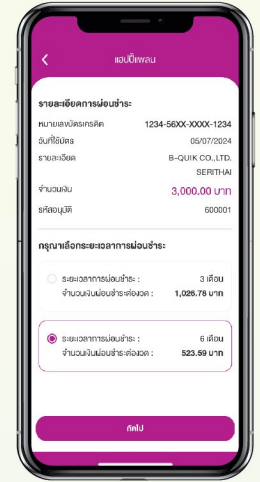 แฮปปี้แพลน
รายละเอียดการผ่อนชำระ
หมายเลขบัตรเครดิต 1234-56XX-XXXX-1234
วันที่ใช้บัตร 05/07/2024
รายละเอียด B-QUIK CO.,LTD.
SERITHAI
จำนวนเงิน 3,000.00 บาท
รหัสอนุมัติ 600001
กรุณาเลือกระยะเวลาการผ่อนชำระ
ระยะเวลาการผ่อนชำระ : 3 เดือน
จำนวนเงินผ่อนชำระต่องวด : 1,026.78 บาท
ระยะเวลาการผ่อนชำระ : 6 เดือน
จำนวนเงินผ่อนชำระต่องวด : 523.59 บาท
ถัดไป